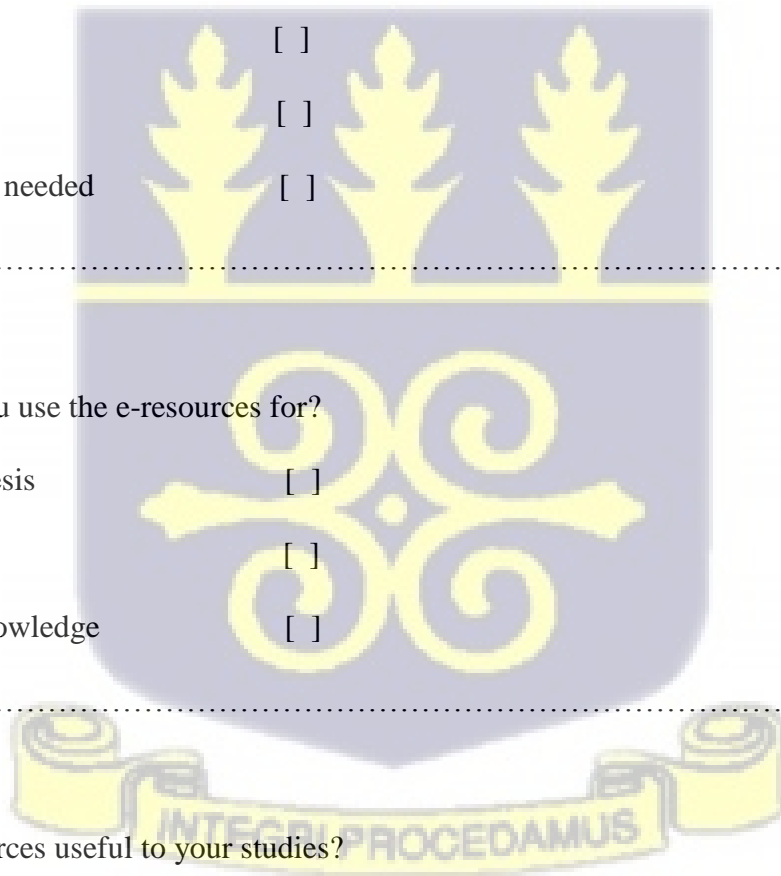 [ ]
[ ]
needed [ ]
……………………………………………………………………
u use the e-resources for?
esis [ ]
[ ]
owledge [ ]
……………………………………………………………………
INTEGRI PROCEDAMUS
rces useful to your studies?